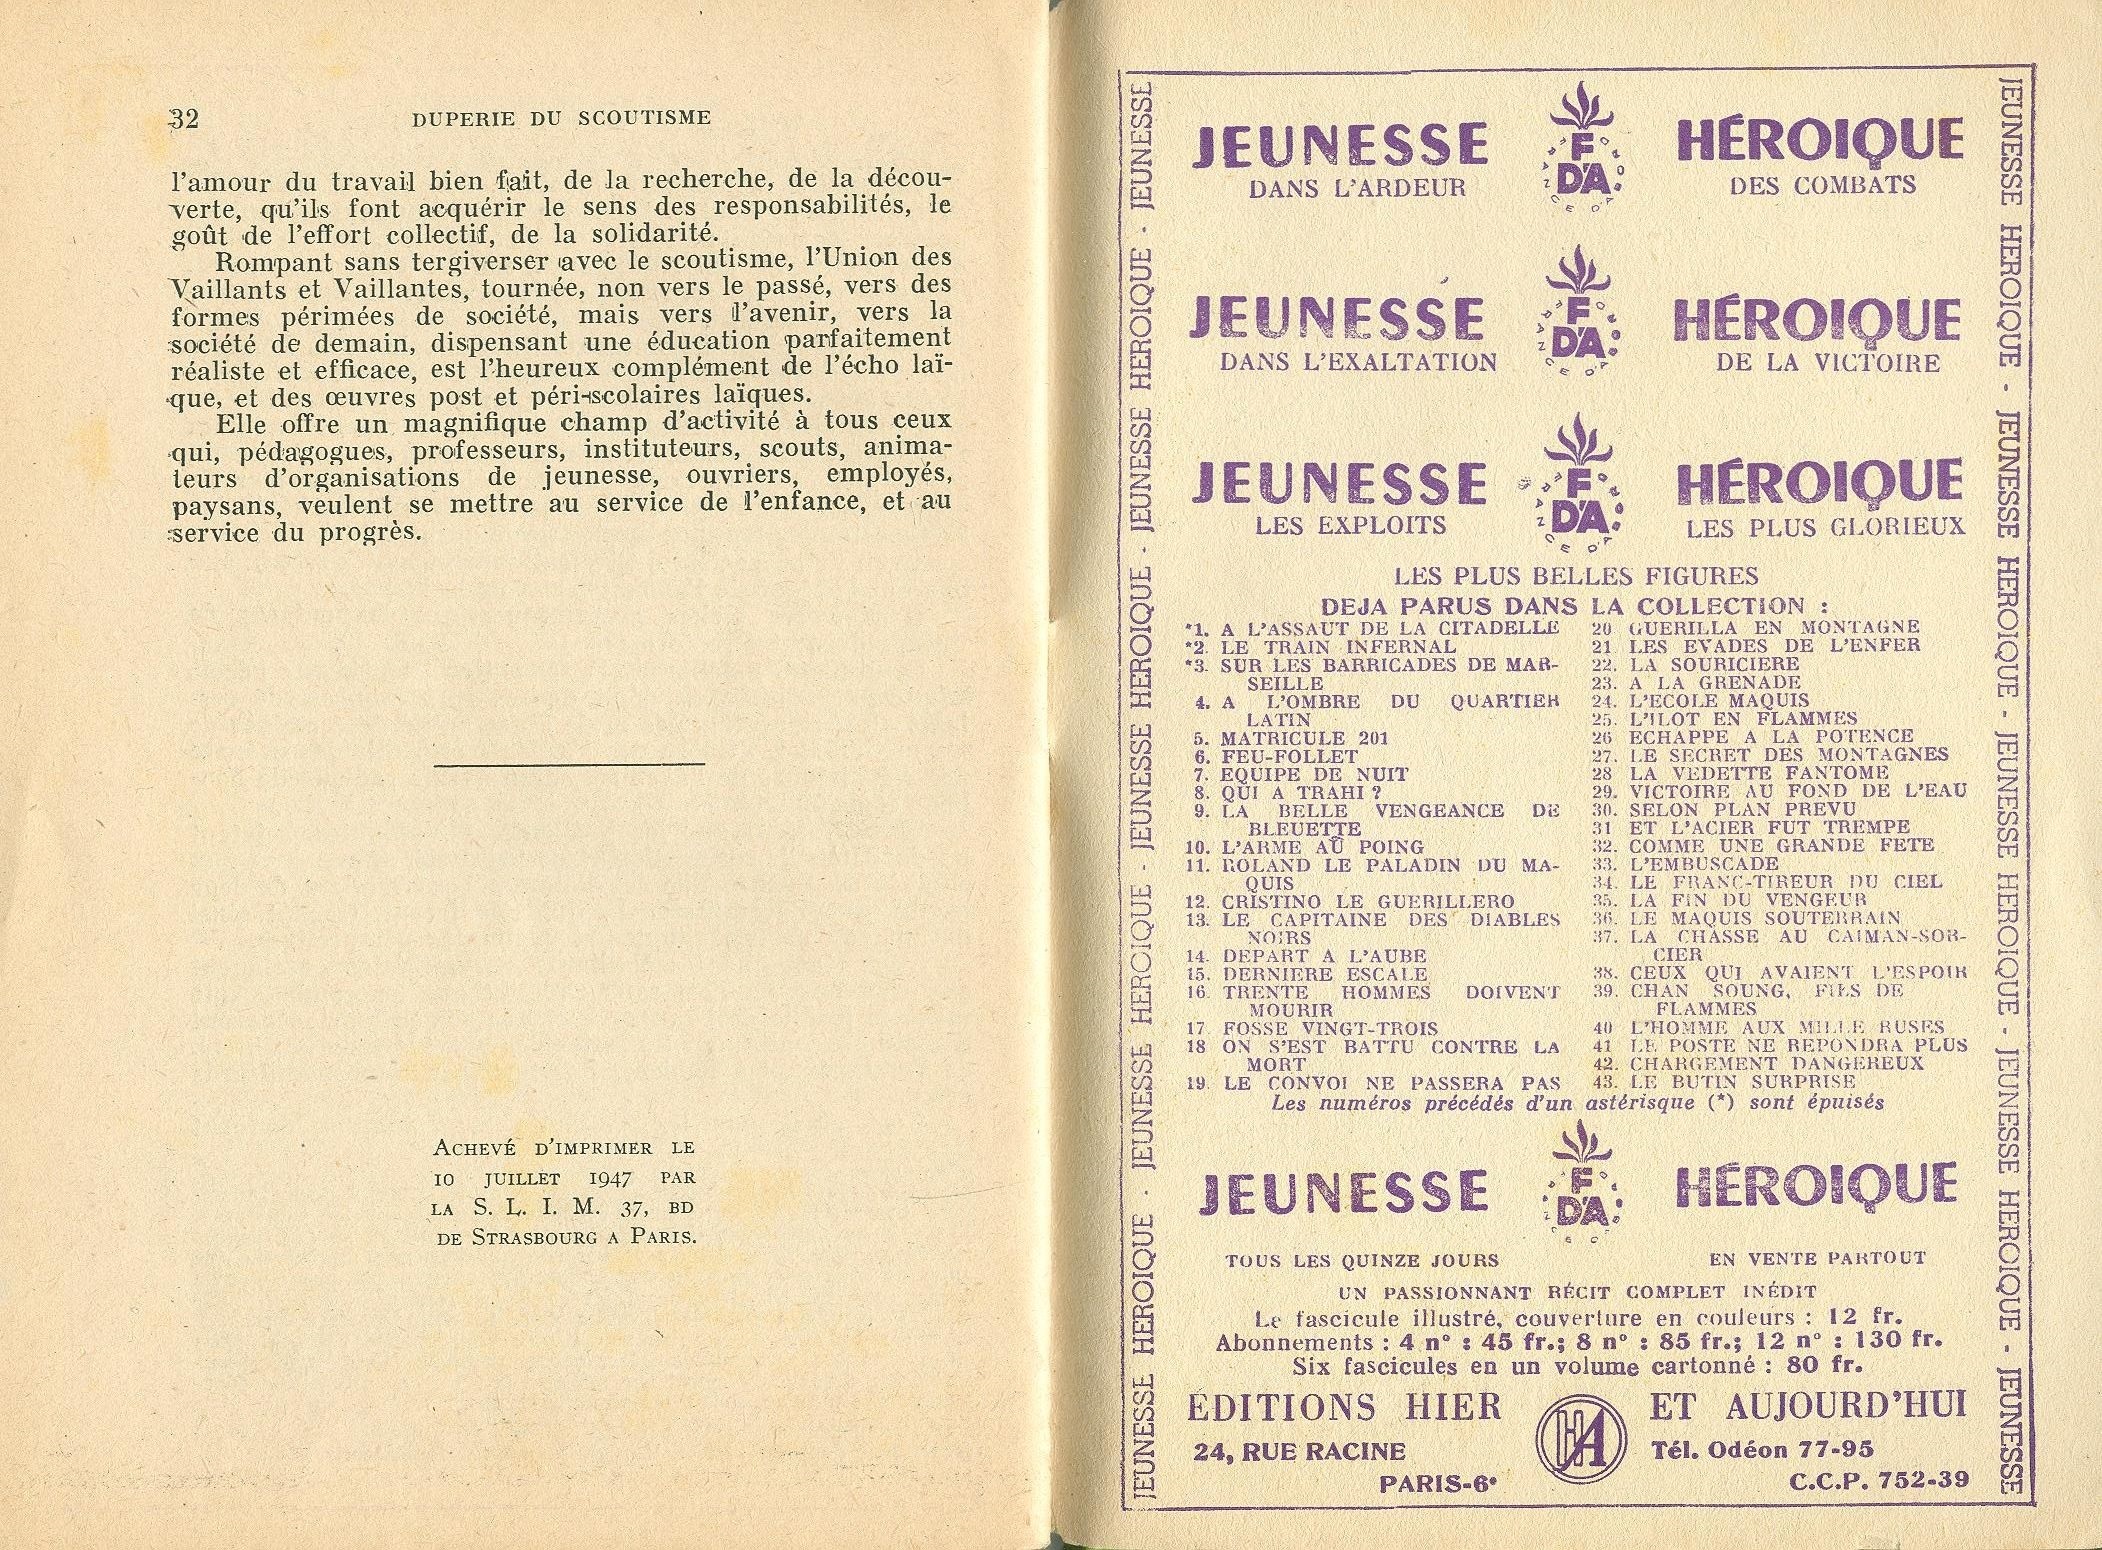 32 DUPERIE DU SCOUTISME
l'amour du travail bien fait, de la recherche, de la décou-
verte, qu'ils font acquérir le sens des responsabilités, le
goût de l'effort collectif, de la solidarité.
Rompant sans tergiverser avec le scoutisme, l'Union des
Vaillants et Vaillantes, tournée, non vers le passé, vers des
formes périmées de société, mais vers l'avenir, vers la
société de demain, dispensant une éducation parfaitement
réaliste et efficace, est l'heureux complément de l'écho laï-
que, et des œuvres post et péri-scolaires laïques.
Elle offre un magnifique champ d'activité à tous ceux
qui, pédagogues, professeurs, instituteurs, scouts, anima-
teurs d'organisations de jeunesse, ouvriers, employés,
paysans, veulent se mettre au service de l'enfance, et au
service du progrès.
ACHEVÉ D'IMPRIMER LE
10 JUILLET 1947 PAR
LA S. L. I. M. 37, BD
DE STRASBOURG A PARIS.
JEUNESSE HEROIQUE - JEUNESSE HEROIQUE - JEUNESSE HEROIQUE - JEUNESSE HEROIQUE - JEUNESSE HEROIQUE - JEUNESSE
JEUNESSE F D'A HÉROIQUE
DANS L'ARDEUR DES COMBATS
JEUNESSE F D'A HÉROIQUE
DANS L'EXALTATION DE LA VICTOIRE
JEUNESSE F D'A HÉROIQUE
LES EXPLOITS LES PLUS GLORIEUX
LES PLUS BELLES FIGURES
DEJA PARUS DANS LA COLLECTION :
*1. A L'ASSAUT DE LA CITADELLE
*2. LE TRAIN INFERNAL
*3. SUR LES BARRICADES DE MAR-
SEILLE
4. A L'OMBRE DU QUARTIER
LATIN
5. MATRICULE 201
6. FEU-FOLLET
7. EQUIPE DE NUIT
8. QUI A TRAHI ?
9. LA BELLE VENGEANCE DE
BLEUETTE
10. L'ARME AU POING
11. ROLAND LE PALADIN DU MA-
QUIS
12. CRISTINO LE GUERILLERO
13. LE CAPITAINE DES DIABLES
NOIRS
14. DEPART A L'AUBE
15. DERNIERE ESCALE
16. TRENTE HOMMES DOIVENT
MOURIR
17. FOSSE VINGT-TROIS
18 ON S'EST BATTU CONTRE LA
MORT
19. LE CONVOI NE PASSERA PAS
20 GUERILLA EN MONTAGNE
21 LES EVADES DE L'ENFER
22. LA SOURICIERE
23. A LA GRENADE
24. L'ECOLE MAQUIS
25. L'ILOT EN FLAMMES
26 ECHAPPE A LA POTENCE
27. LE SECRET DES MONTAGNES
28 LA VEDETTE FANTOME
29. VICTOIRE AU FOND DE L'EAU
30. SELON PLAN PREVU
31 ET L'ACIER FUT TREMPE
32. COMME UNE GRANDE FETE
33. L'EMBUSCADE
34. LE FRANC-TIREUR DU CIEL
35. LA FIN DU VENGEUR
36. LE MAQUIS SOUTERRAIN
37. LA CHASSE AU CAIMAN-SOR-
CIER
38. CEUX QUI AVAIENT L'ESPOIR
39. CHAN SOUNG, FILS DE
FLAMMES
40 L'HOMME AUX MILLE RUSES
41 LE POSTE NE REPONDRA PLUS
42. CHARGEMENT DANGEREUX
43. LE BUTIN SURPRISE
Les numéros précédés d'un astérisque (*) sont épuisés
JEUNESSE F D'A HÉROIQUE
TOUS LES QUINZE JOURS EN VENTE PARTOUT
UN PASSIONNANT RÉCIT COMPLET INÉDIT
Le fascicule illustré, couverture en couleurs : 12 fr.
Abonnements : 4 n° : 45 fr.; 8 n° : 85 fr.; 12 n° : 130 fr.
Six fascicules en un volume cartonné : 80 fr.
ÉDITIONS HIER HA ET AUJOURD'HUI
24, RUE RACINE Tél. Odéon 77-95
PARIS-6e C.C.P. 752-39
JEUNESSE HEROIQUE - JEUNESSE HEROIQUE - JEUNESSE HEROIQUE - JEUNESSE HEROIQUE - JEUNESSE